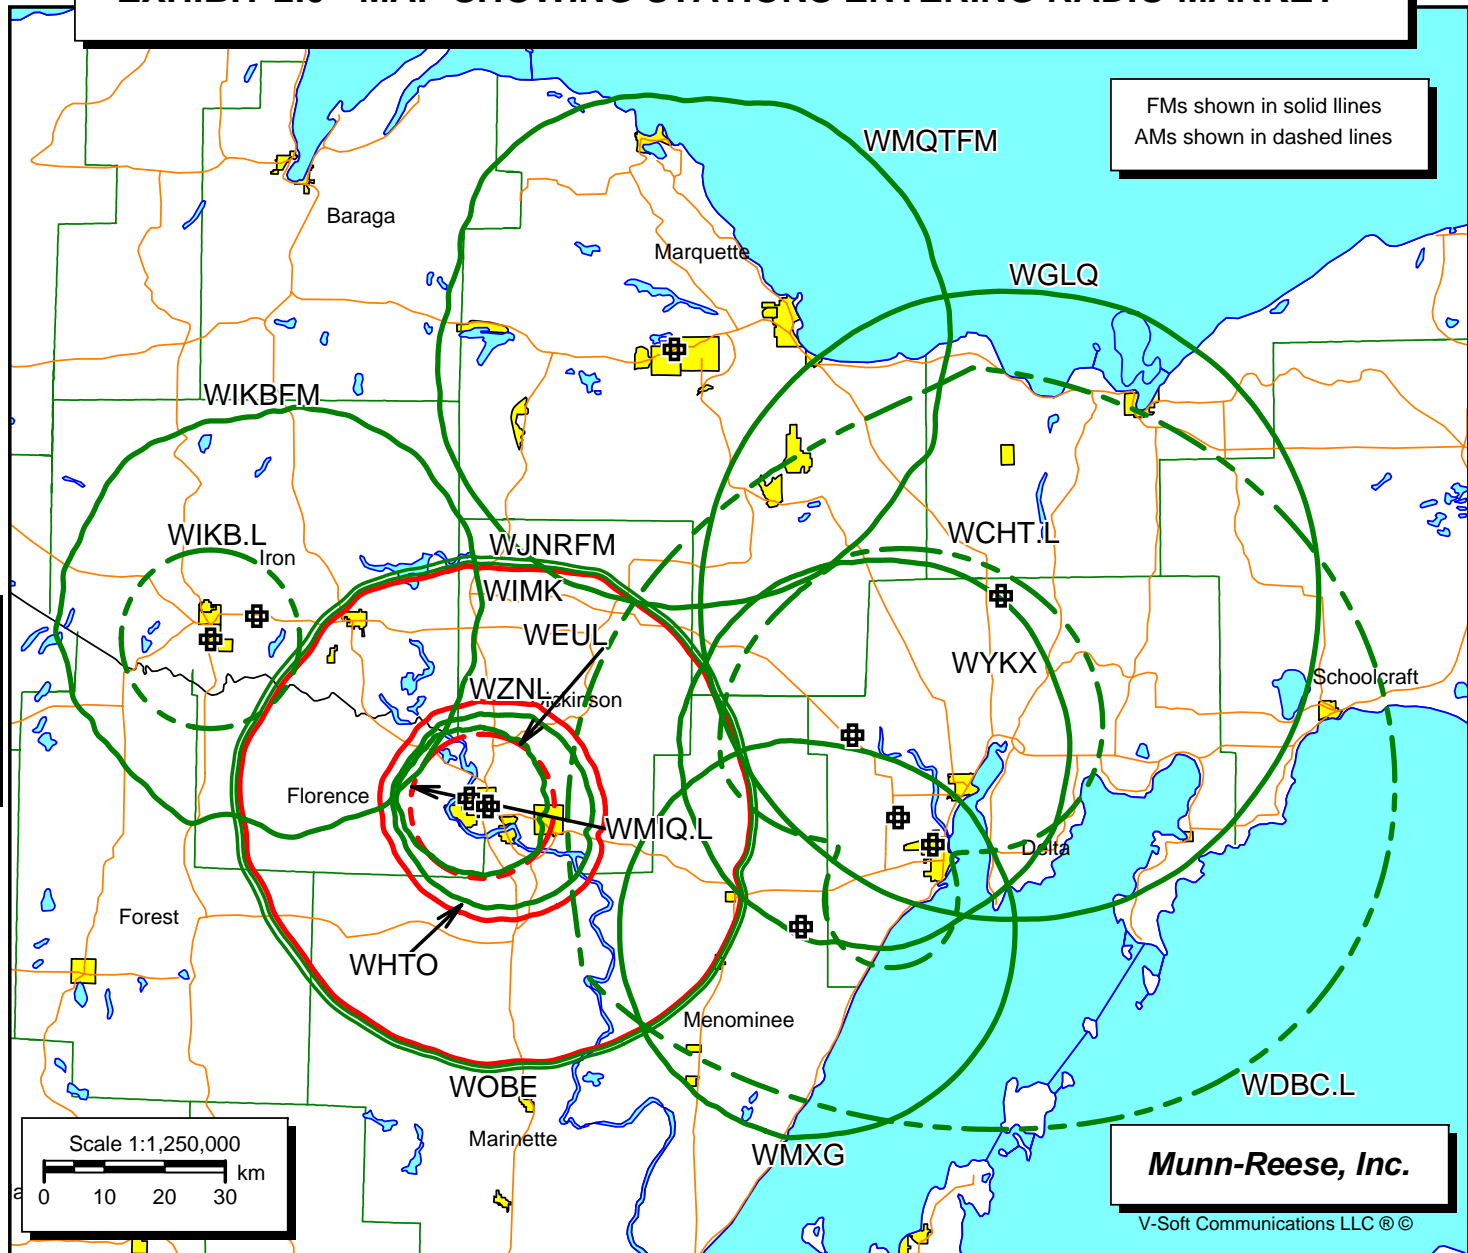 FMs shown in solid llines
AMs shown in dashed lines
WMQTFM
Baraga
Marquette
WGLQ
WIKBFM
WIKB.L
Iron
WJNRFM
WCHT.L
WIMK
WEUL
WYKX
WZNL
Schoolcraft
Florence
WMIQ.L
Delta
Forest
WHTO
Menominee
WOBE
WDBC.L
Marinette
WMXG
Scale 1:1,250,000
km
0 10 20 30
Munn-Reese, Inc.
V-Soft Communications LLC ® ©